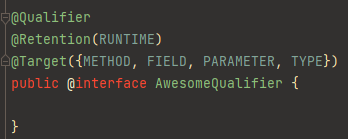 @Qualifier
@Retention(RUNTIME)
@Target({METHOD, FIELD, PARAMETER, TYPE})
public @interface AwesomeQualifier {
}